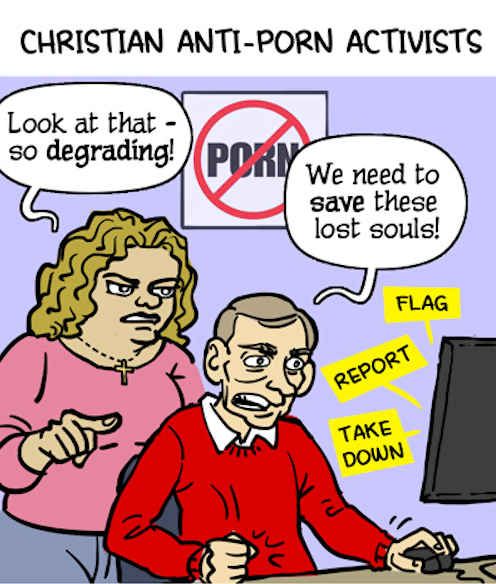 CHRISTIAN ANTI-PORN ACTIVISTS
Look at that -
so degrading!
PORN
We need to
save these
lost souls!
FLAG
REPORT
TAKE
DOWN